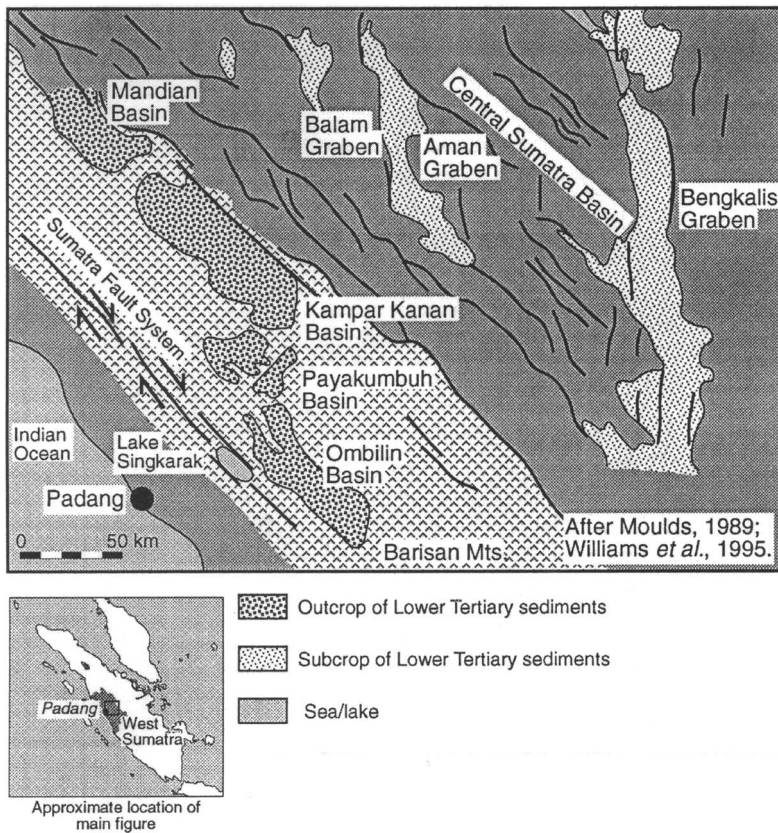 Mandian
Basin
Balam
Graben
Aman
Graben
Central Sumatra Basin
Bengkalis
Graben
Sumatra Fault System
Kampar Kanan
Basin
Payakumbuh
Basin
Indian
Ocean
Lake
Singkarak
Ombilin
Basin
Padang
0 50 km
Barisan Mts.
After Moulds, 1989;
Williams et al., 1995.
Outcrop of Lower Tertiary sediments
Subcrop of Lower Tertiary sediments
Sea/lake
Padang
West
Sumatra
Approximate location of
main figure